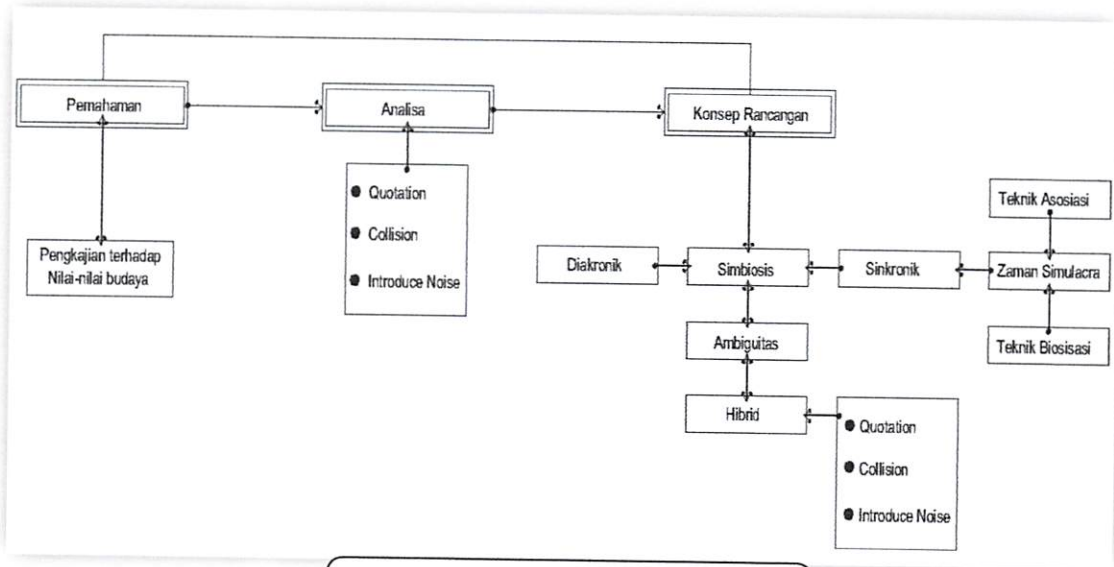 Pemahaman
Analisa
Konsep Rancangan
Pengkajian terhadap
Nilai-nilai budaya
Quotation
Collision
Introduce Noise
Diakronik
Simbiosis
Sinkronik
Zaman Simulacra
Teknik Asosiasi
Teknik Biosisasi
Ambiguitas
Hibrid
Quotation
Collision
Introduce Noise